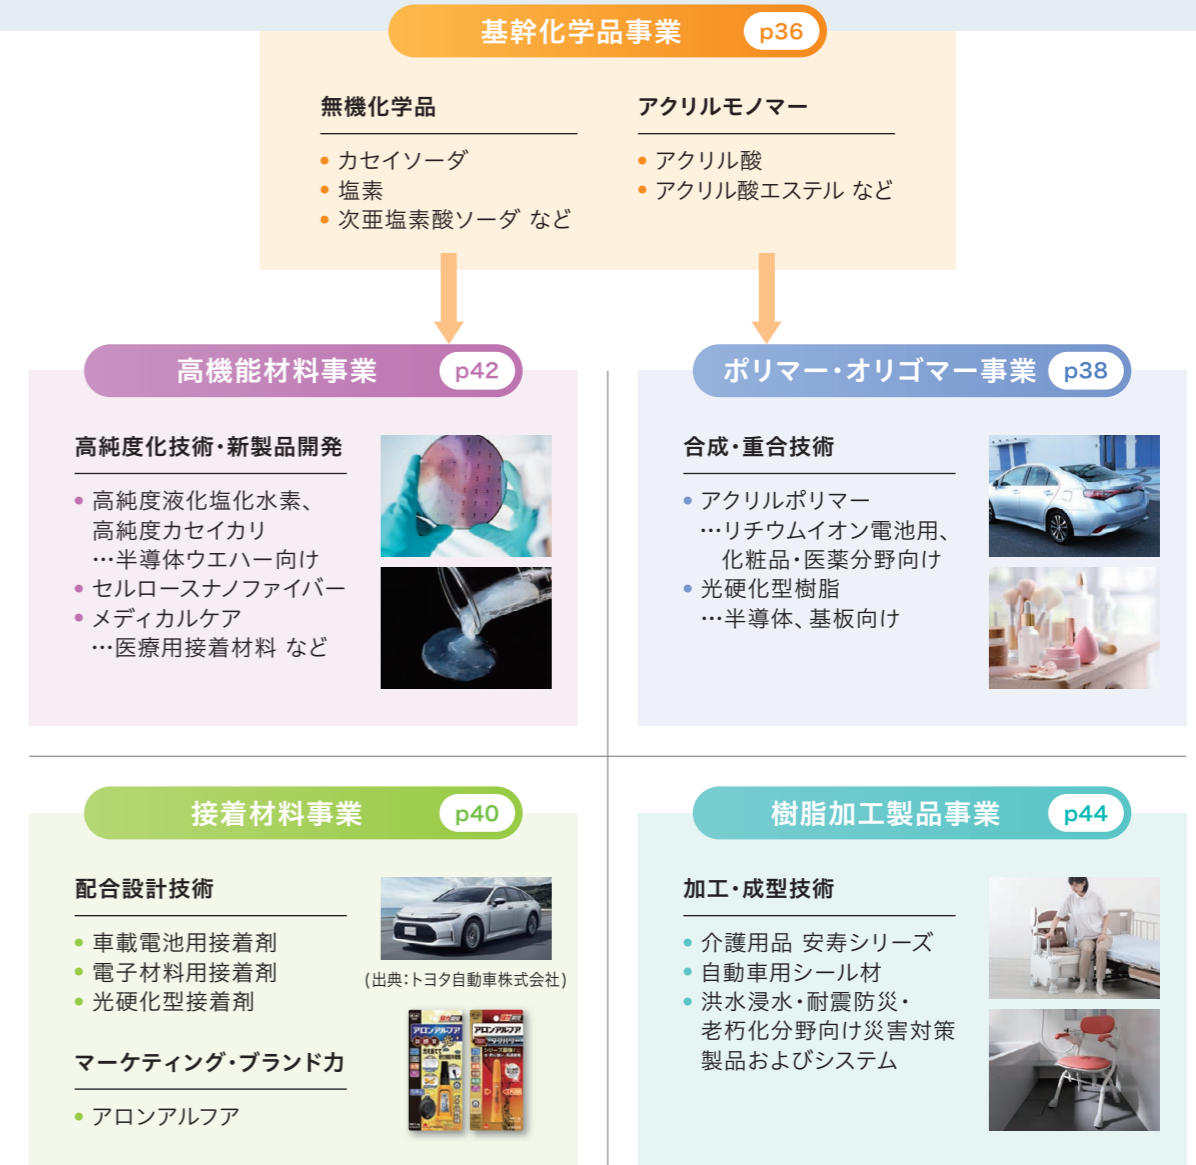 基幹化学品事業 p36
無機化学品
• カセイソーダ
• 塩素
• 次亜塩素酸ソーダ など
アクリルモノマー
• アクリル酸
• アクリル酸エステル など
高機能材料事業 p42
高純度化技術・新製品開発
• 高純度液化塩化水素、
高純度カセイカリ
…半導体ウエハー向け
• セルロースナノファイバー
• メディカルケア
…医療用接着材料 など
ポリマー・オリゴマー事業 p38
合成・重合技術
• アクリルポリマー
…リチウムイオン電池用、
化粧品・医薬分野向け
• 光硬化型樹脂
…半導体、基板向け
接着材料事業 p40
配合設計技術
• 車載電池用接着剤
• 電子材料用接着剤
• 光硬化型接着剤
(出典:トヨタ自動車株式会社)
マーケティング・ブランド力
• アロンアルフア
アロンアルフア
アロンアルフア
樹脂加工製品事業 p44
加工・成型技術
• 介護用品 安寿シリーズ
• 自動車用シール材
• 洪水浸水・耐震防災・
老朽化分野向け災害対策
製品およびシステム